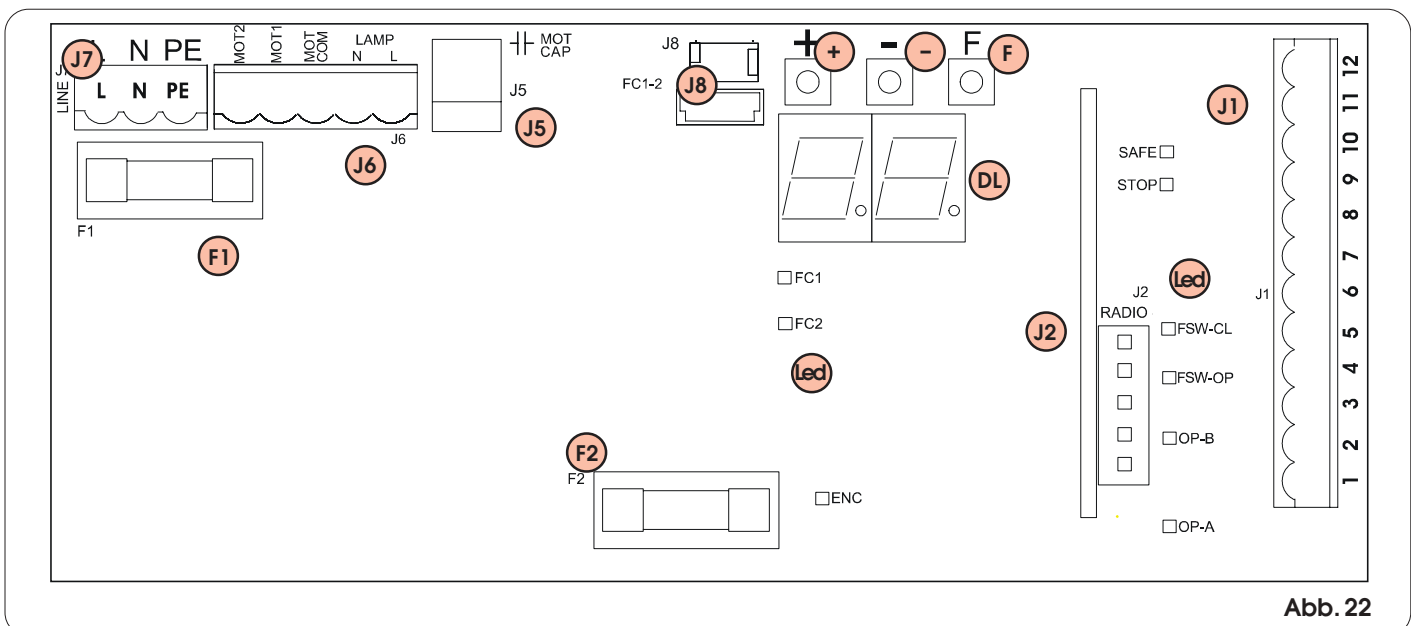 J7
L N PE
LINE
L N PE
MOT2
MOT1
MOT COM
LAMP
N L
J6
J6
MOT
CAP
J5
J5
J8
FC1-2
J8
+ +
- -
F F
DL
F1
F1
FC1
FC2
Led
F2
F2
ENC
SAFE
STOP
J2
RADIO
J2
Led
FSW-CL
FSW-OP
OP-B
OP-A
J1
J1
12
11
10
9
8
7
6
5
4
3
2
1
Abb. 22